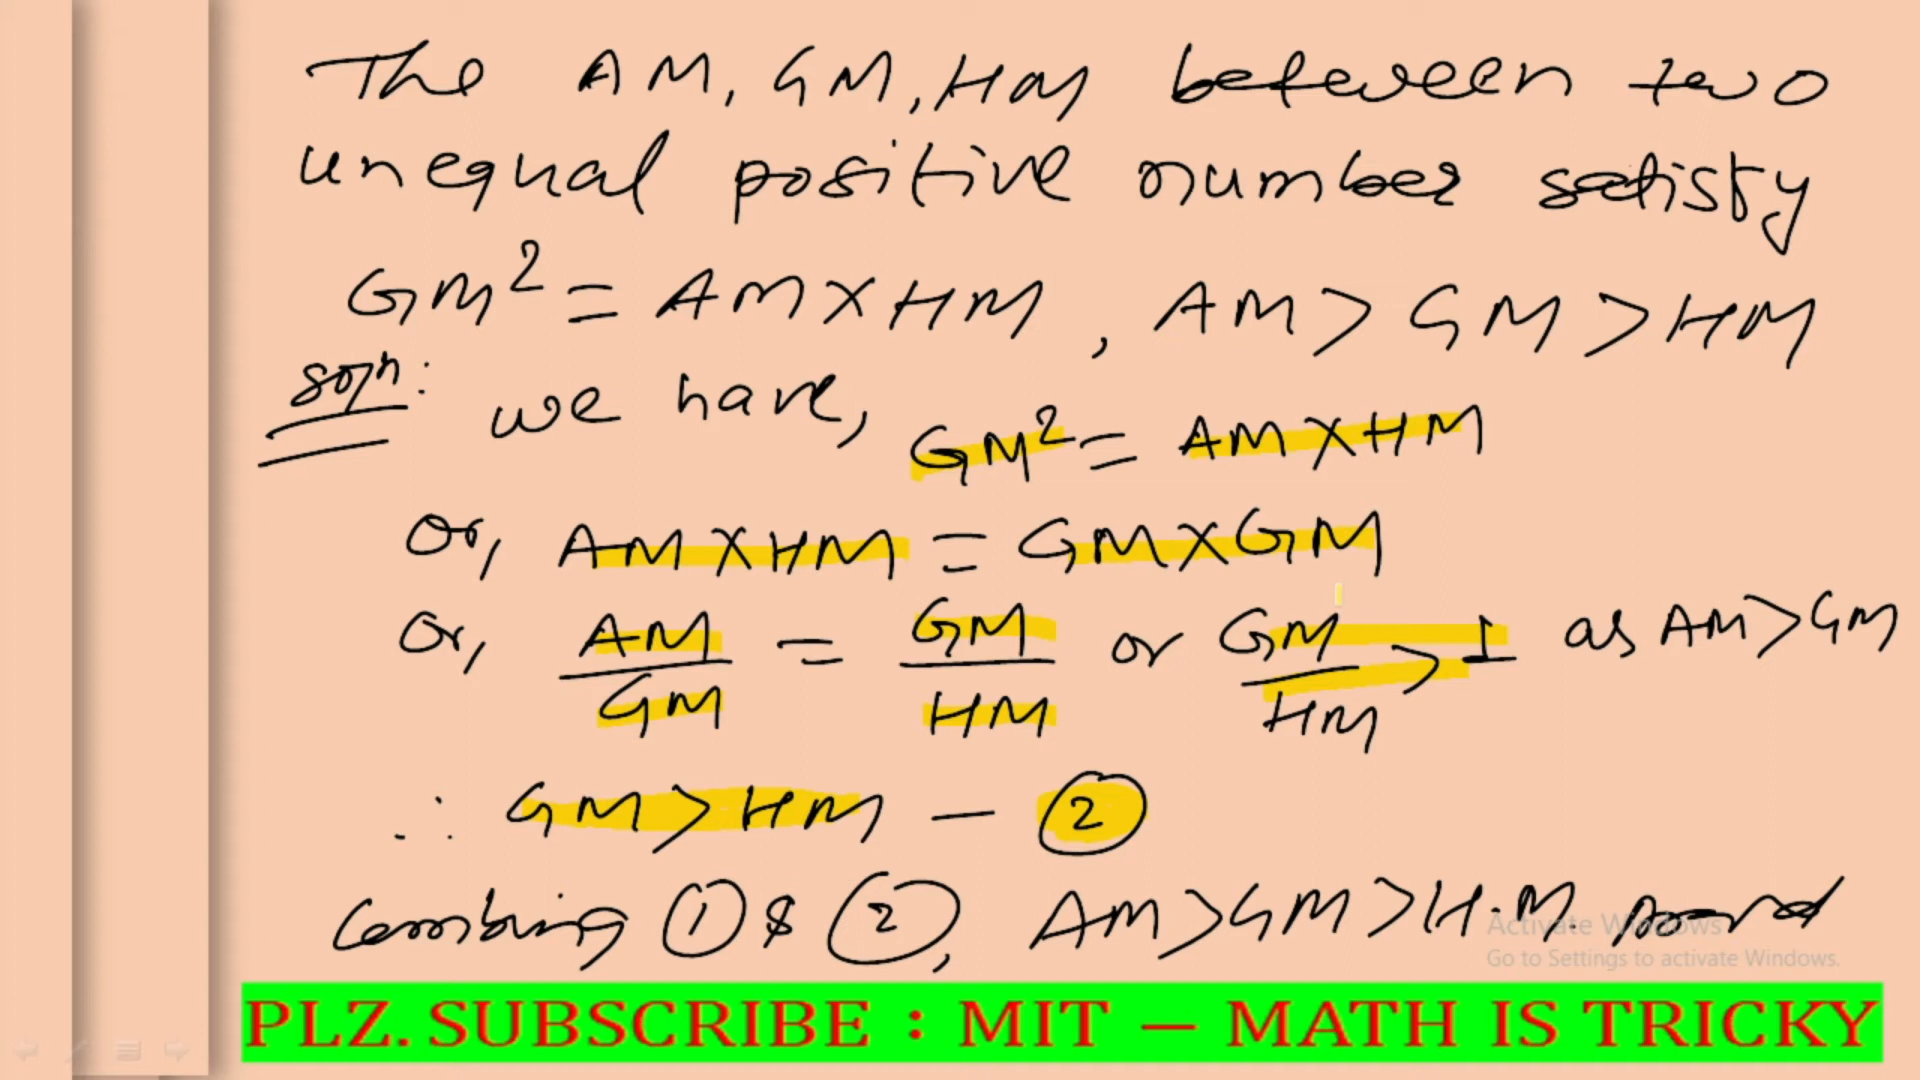 The AM, GM, HM between two
unequal positive number satisfy
GM² = AM X HM, AM > GM > HM
soln: we have, GM² = AM X HM
or, AM X HM = GM X GM
or, AM/GM = GM/HM or GM/HM > 1 as AM > GM
∴ GM > HM — ②
Combining ① & ②, AM > GM > H.M. proved
Activate Windows
Go to Settings to activate Windows.
PLZ. SUBSCRIBE : MIT – MATH IS TRICKY